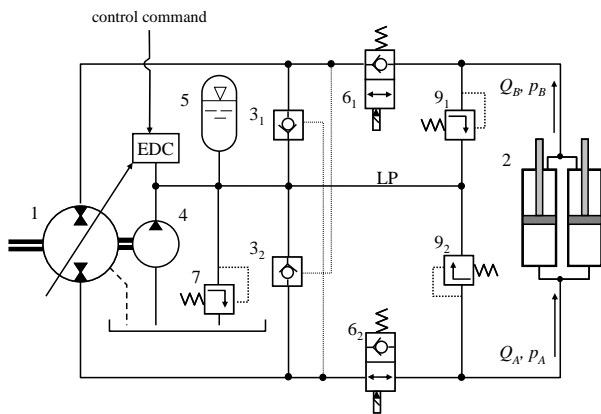 control command
5
3₁
6₁
9₁
Q_B, p_B
EDC
2
LP
1
4
3₂
9₂
7
6₂
Q_A, p_A